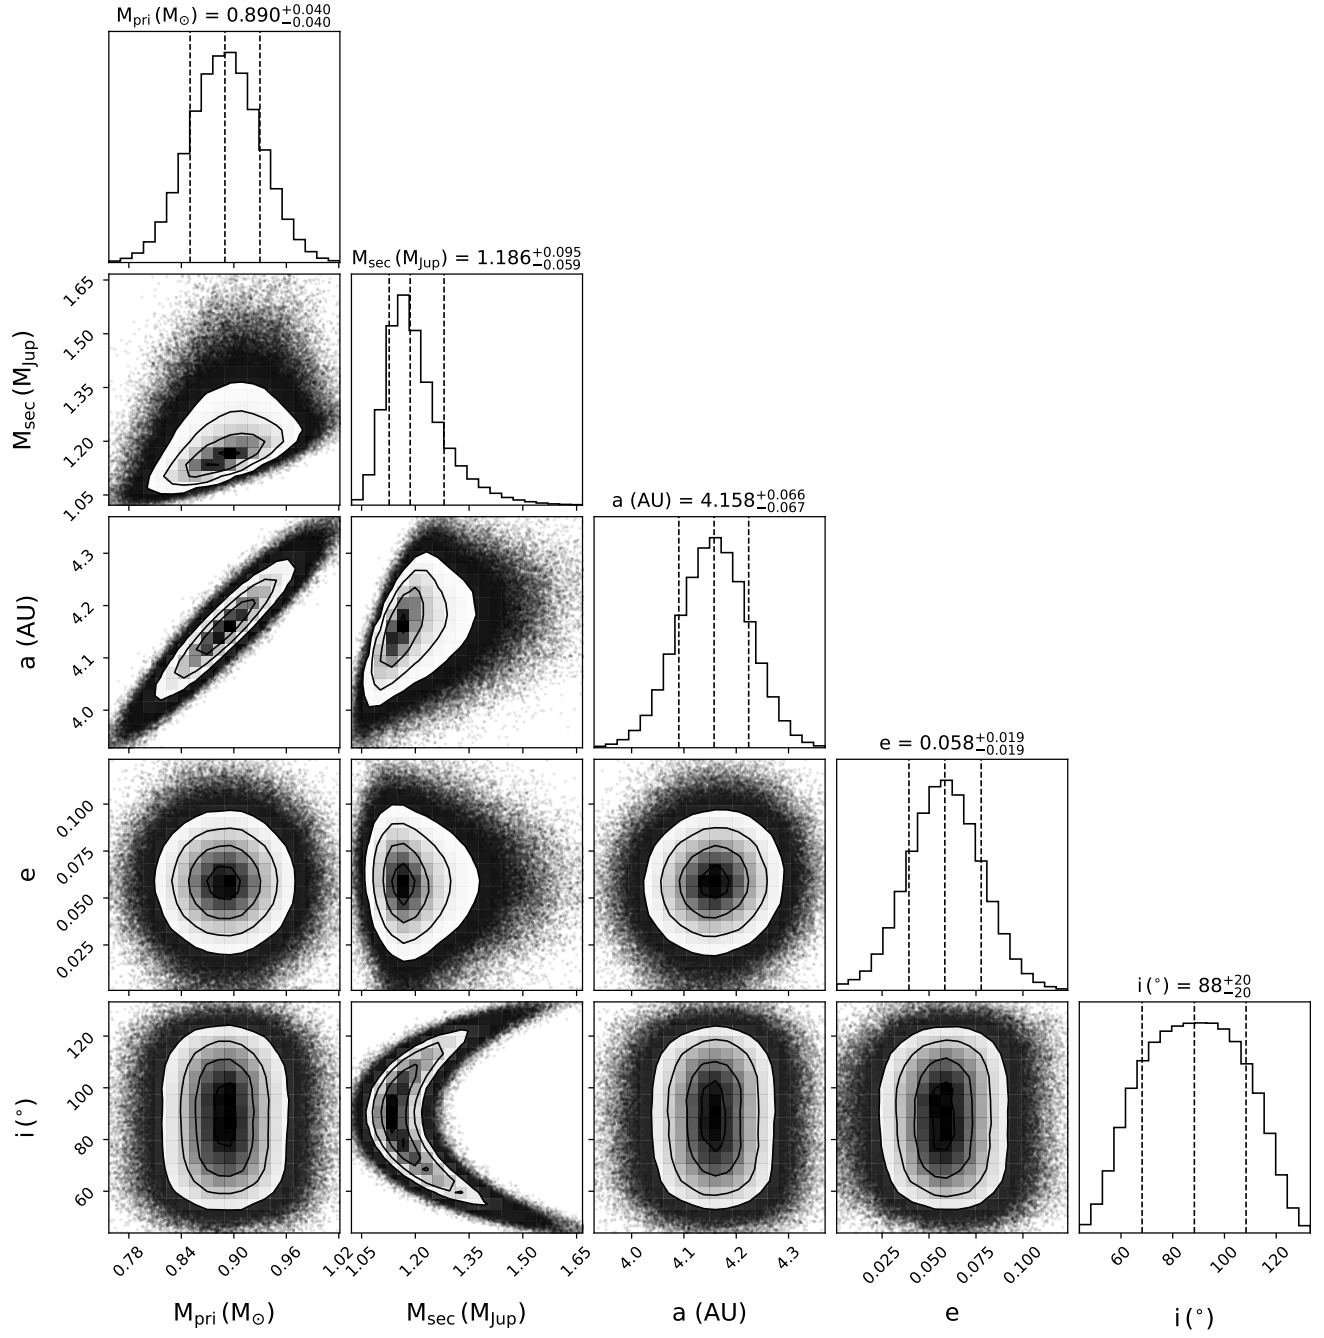 M_pri (M_⊙) = 0.890^{+0.040}_{-0.040}
M_sec (M_Jup) = 1.186^{+0.095}_{-0.059}
M_sec (M_Jup)
1.65
1.50
1.35
1.20
1.05
a (AU) = 4.158^{+0.066}_{-0.067}
a (AU)
4.3
4.2
4.1
4.0
e = 0.058^{+0.019}_{-0.019}
e
0.100
0.075
0.050
0.025
i (°) = 88^{+20}_{-20}
i (°)
120
100
80
60
0.78 0.84 0.90 0.96 1.02
1.05 1.20 1.35 1.50 1.65
4.0 4.1 4.2 4.3
0.025 0.050 0.075 0.100
60 80 100 120
M_pri (M_⊙)
M_sec (M_Jup)
a (AU)
e
i (°)